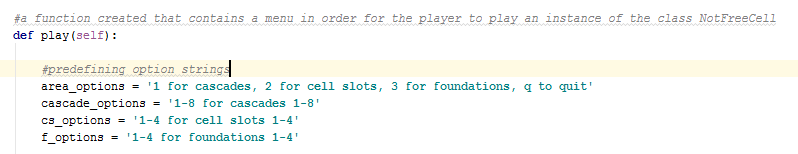 #a function created that contains a menu in order for the player to play an instance of the class NotFreeCell
def play(self):
#predefining option strings
area_options = '1 for cascades, 2 for cell slots, 3 for foundations, q to quit'
cascade_options = '1-8 for cascades 1-8'
cs_options = '1-4 for cell slots 1-4'
f_options = '1-4 for foundations 1-4'